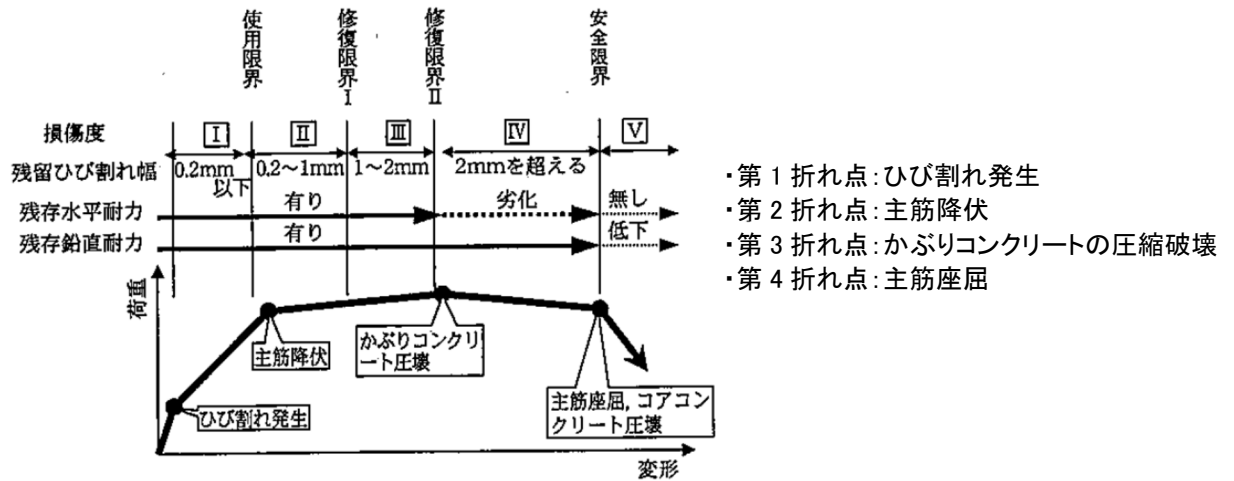 使用限界
修復限界Ⅰ
修復限界Ⅱ
安全限界
損傷度 Ⅰ Ⅱ Ⅲ Ⅳ Ⅴ
残留ひび割れ幅 0.2mm以下 0.2～1mm 1～2mm 2mmを超える
残存水平耐力 有り 劣化 無し
残存鉛直耐力 有り 低下
荷重
ひび割れ発生
主筋降伏
かぶりコンクリ
ート圧壊
主筋座屈，コアコン
クリート圧壊
変形
・第1折れ点：ひび割れ発生
・第2折れ点：主筋降伏
・第3折れ点：かぶりコンクリートの圧縮破壊
・第4折れ点：主筋座屈